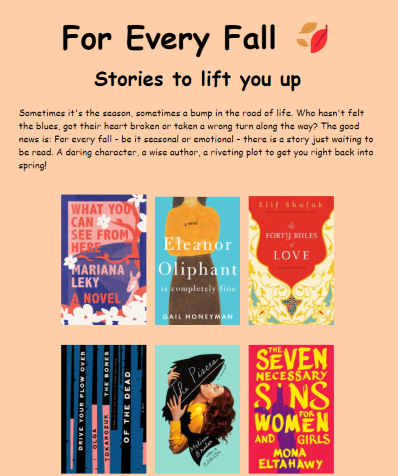 For Every Fall
Stories to lift you up
Sometimes it's the season, sometimes a bump in the road of life. Who hasn't felt
the blues, got their heart broken or taken a wrong turn along the way? The good
news is: For every fall - be it seasonal or emotional - there is a story just waiting to
be read. A daring character, a wise author, a riveting plot to get you right back into
spring!
WHAT YOU
CAN
SEE FROM
HERE
MARIANA
LEKY
A NOVEL
a novel
Eleanor
Oliphant
is completely fine
GAIL HONEYMAN
Elif Shafak
the
FORTY RULES
of
LOVE
DRIVE YOUR PLOW OVER
THE BONES
OF THE DEAD
OLGA
TOKARCZUK
The Pisces
Melissa
Broder
THE
SEVEN
NECESSARY
SINS
FOR
WOMEN
AND GIRLS
MONA
ELTAHAWY